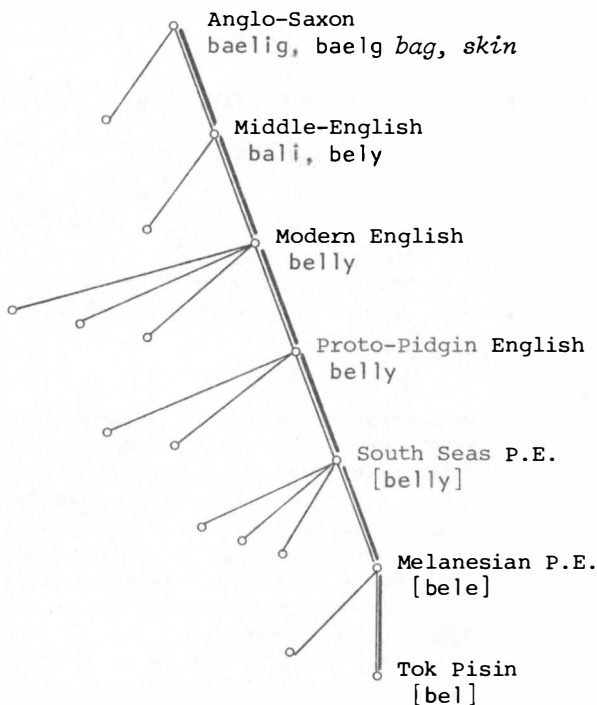 Anglo-Saxon
baelig, baelg bag, skin
Middle-English
bali, bely
Modern English
belly
Proto-Pidgin English
belly
South Seas P.E.
[belly]
Melanesian P.E.
[bele]
Tok Pisin
[bel]